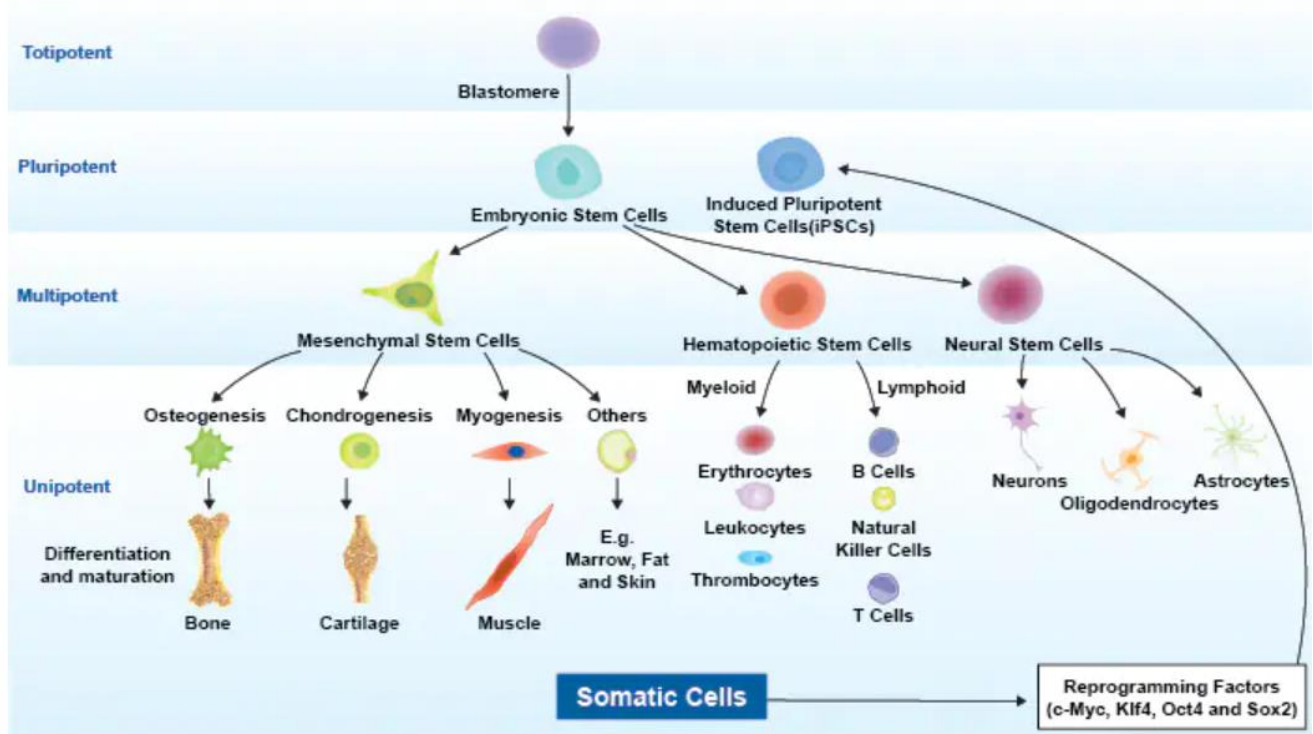 Totipotent
Blastomere
Pluripotent
Embryonic Stem Cells
Induced Pluripotent
Stem Cells(iPSCs)
Multipotent
Mesenchymal Stem Cells
Hematopoietic Stem Cells
Neural Stem Cells
Myeloid
Lymphoid
Osteogenesis
Chondrogenesis
Myogenesis
Others
Erythrocytes
B Cells
Neurons
Oligodendrocytes
Astrocytes
Unipotent
Leukocytes
Natural
Killer Cells
Differentiation
and maturation
E.g.
Marrow, Fat
and Skin
Thrombocytes
T Cells
Bone
Cartilage
Muscle
Somatic Cells
Reprogramming Factors
(c-Myc, Klf4, Oct4 and Sox2)